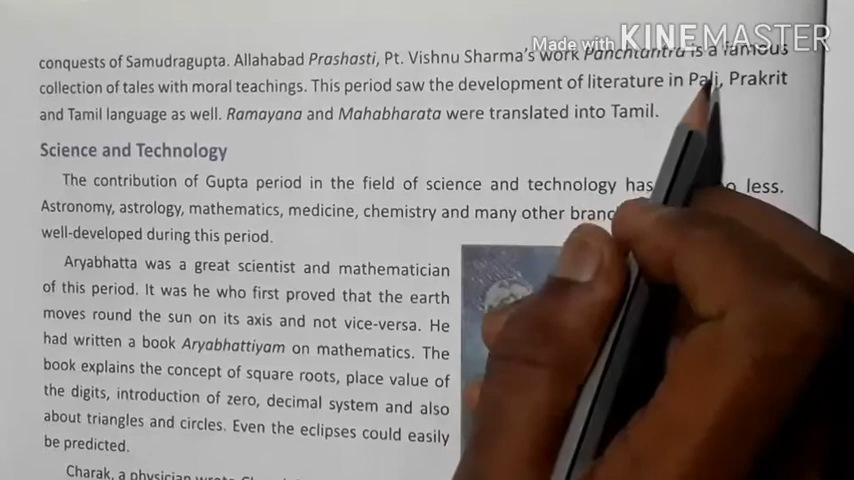 Made with KINEMASTER
conquests of Samudragupta. Allahabad Prashasti, Pt. Vishnu Sharma's work Panchtantra is a famous
collection of tales with moral teachings. This period saw the development of literature in Pali, Prakrit
and Tamil language as well. Ramayana and Mahabharata were translated into Tamil.
Science and Technology
The contribution of Gupta period in the field of science and technology has less.
Astronomy, astrology, mathematics, medicine, chemistry and many other
well-developed during this period.
Aryabhatta was a great scientist and mathematician
of this period. It was he who first proved that the earth
moves round the sun on its axis and not vice-versa. He
had written a book Aryabhattiyam on mathematics. The
book explains the concept of square roots, place value of
the digits, introduction of zero, decimal system and also
about triangles and circles. Even the eclipses could easily
be predicted.
Charak, a physician wrote